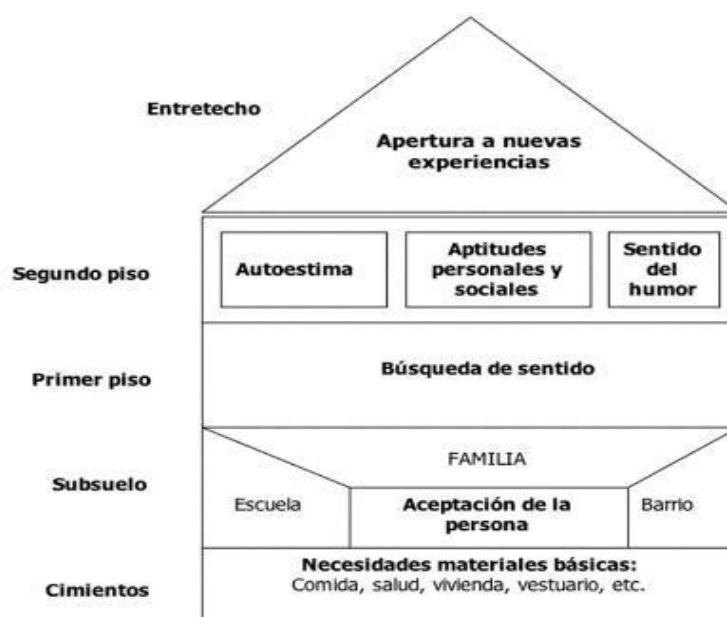 Entretecho
Apertura a nuevas
experiencias
Segundo piso
Autoestima
Aptitudes
personales y
sociales
Sentido
del
humor
Primer piso
Búsqueda de sentido
Subsuelo
FAMILIA
Escuela
Aceptación de la
persona
Barrio
Cimientos
Necesidades materiales básicas:
Comida, salud, vivienda, vestuario, etc.